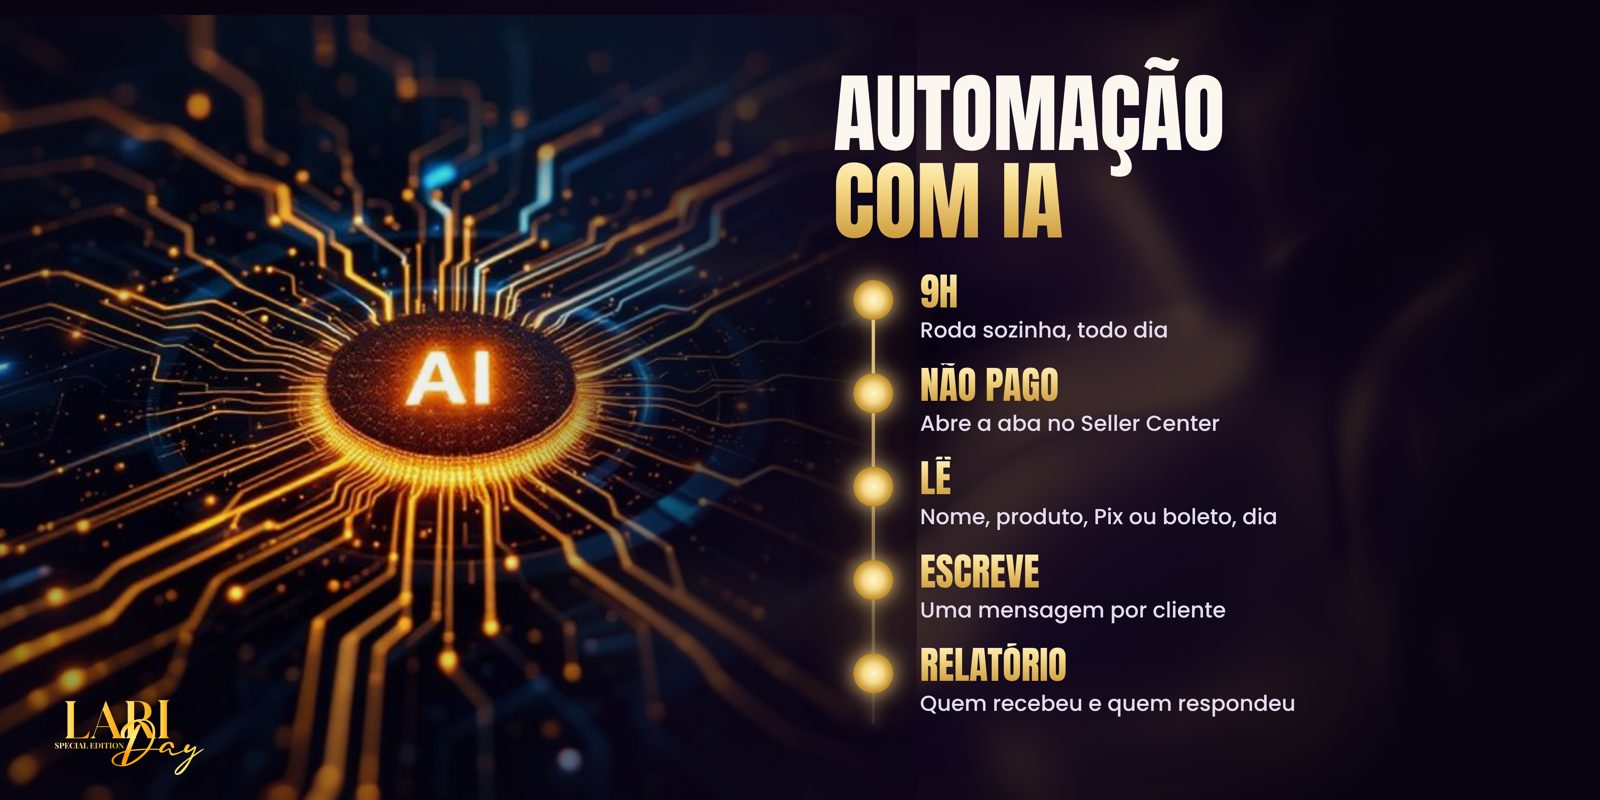 AI
AUTOMAÇÃO
COM IA
9H
Roda sozinha, todo dia
NÃO PAGO
Abre a aba no Seller Center
LÊ
Nome, produto, Pix ou boleto, dia
ESCREVE
Uma mensagem por cliente
RELATÓRIO
Quem recebeu e quem respondeu
LARI
SPECIAL EDITION Day